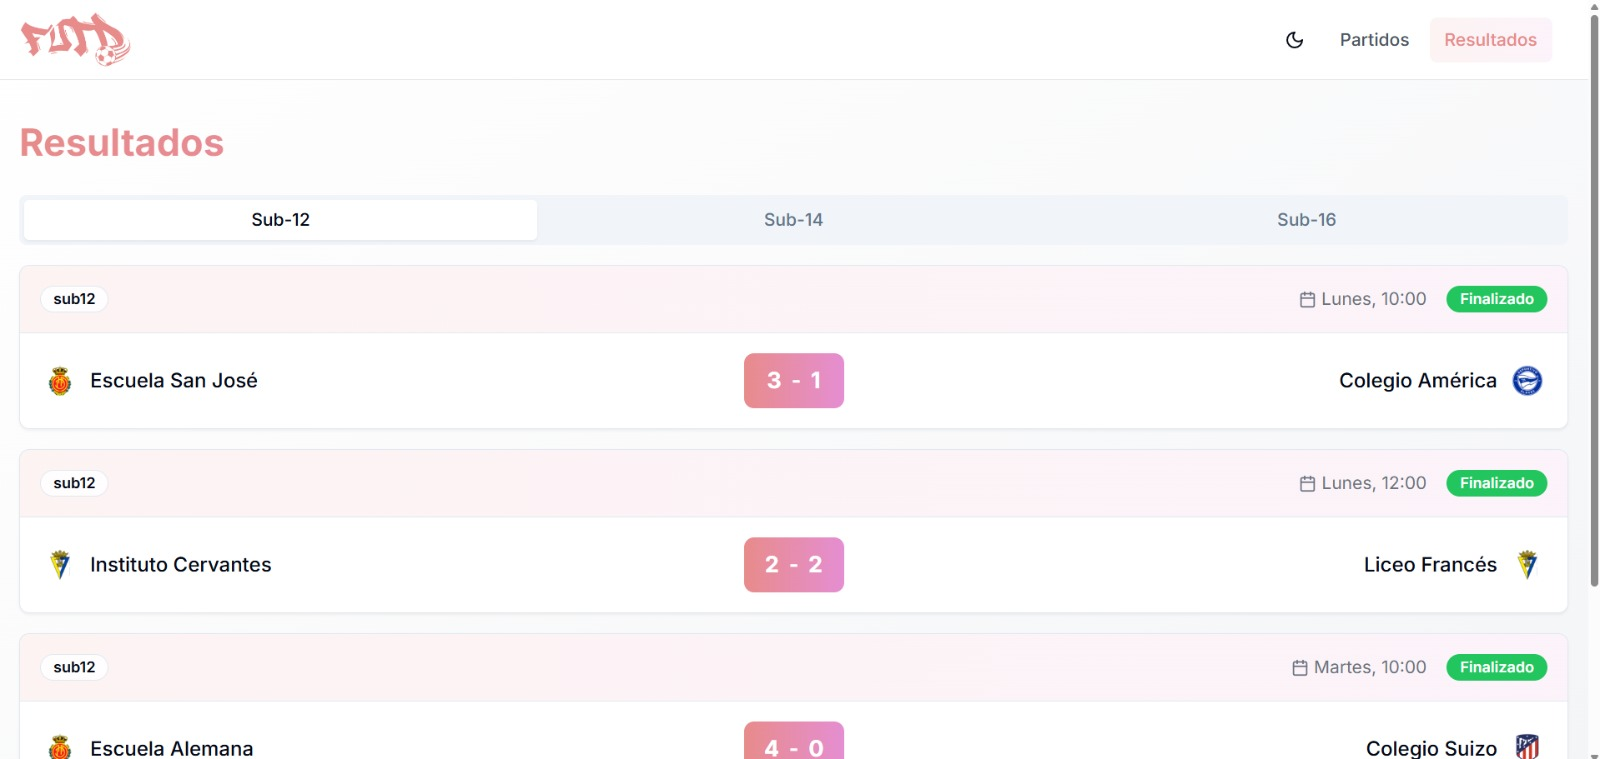 FUTD
Partidos
Resultados
Resultados
Sub-12
Sub-14
Sub-16
sub12
Lunes, 10:00
Finalizado
Escuela San José
3 - 1
Colegio América
sub12
Lunes, 12:00
Finalizado
Instituto Cervantes
2 - 2
Liceo Francés
sub12
Martes, 10:00
Finalizado
Escuela Alemana
4 - 0
Colegio Suizo